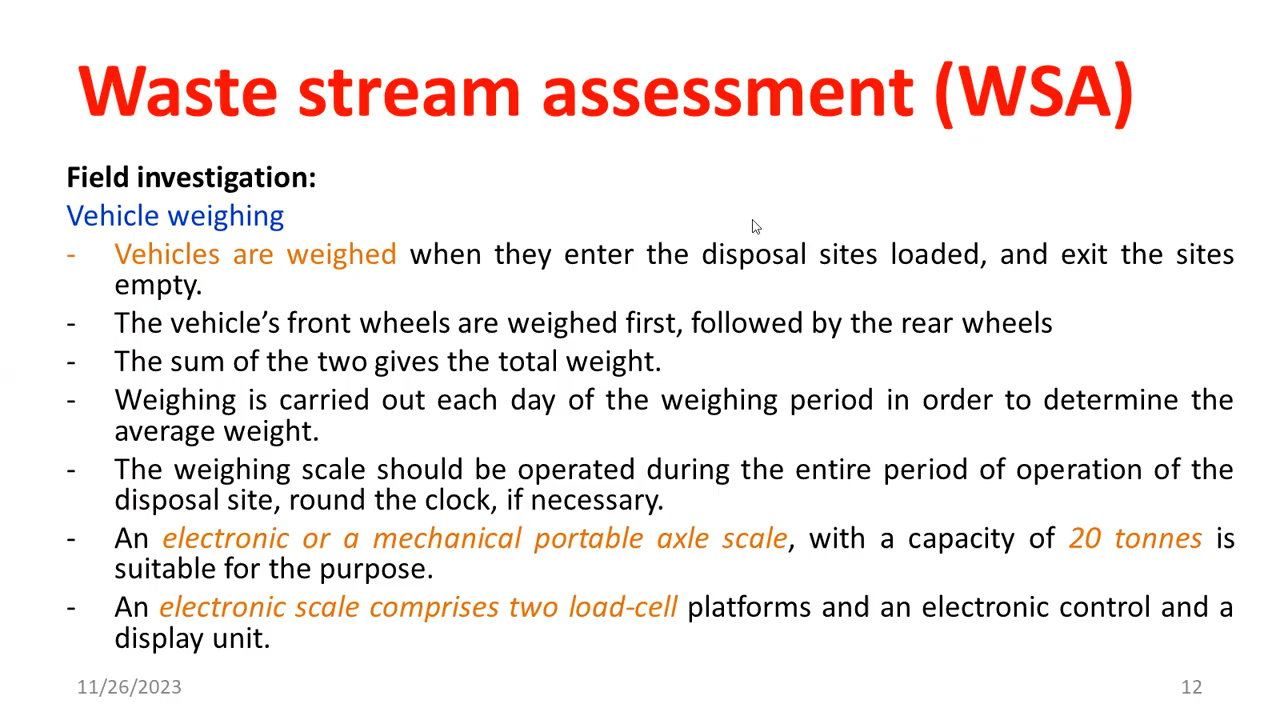 Waste stream assessment (WSA)
Field investigation:
Vehicle weighing
- Vehicles are weighed when they enter the disposal sites loaded, and exit the sites
empty.
- The vehicle’s front wheels are weighed first, followed by the rear wheels
- The sum of the two gives the total weight.
- Weighing is carried out each day of the weighing period in order to determine the
average weight.
- The weighing scale should be operated during the entire period of operation of the
disposal site, round the clock, if necessary.
- An electronic or a mechanical portable axle scale, with a capacity of 20 tonnes is
suitable for the purpose.
- An electronic scale comprises two load-cell platforms and an electronic control and a
display unit.
11/26/2023
12